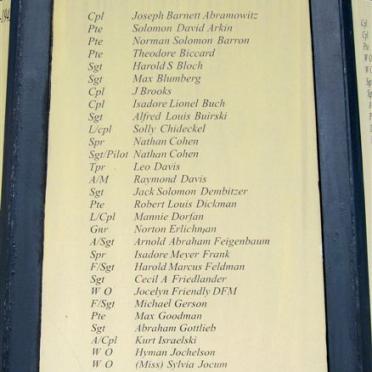 Cpl Joseph Barnett Abramowitz
Pte Solomon David Arkin
Pte Norman Solomon Barron
Pte Theodore Biccard
Sgt Harold S Bloch
Sgt Max Blumberg
Cpl J Brooks
Cpl Isadore Lionel Buch
Sgt Alfred Louis Buirski
L/cpl Solly Chideckel
Spr Nathan Cohen
Sgt/Pilot Nathan Cohen
Tpr Leo Davis
A/M Raymond Davis
Sgt Jack Solomon Dembitzer
Pte Robert Louis Dickman
L/Cpl Mannie Dorfan
Gnr Norton Erlichman
A/Sgt Arnold Abraham Feigenbaum
Spr Isadore Meyer Frank
F/Sgt Harold Marcus Feldman
Sgt Cecil A Friedlander
W O Jocelyn Friendly DFM
F/Sgt Michael Gerson
Pte Max Goodman
Sgt Abraham Gottlieb
A/Cpl Kurt Israelski
W O Hyman Jochelson
W O (Miss) Sylvia Jocum